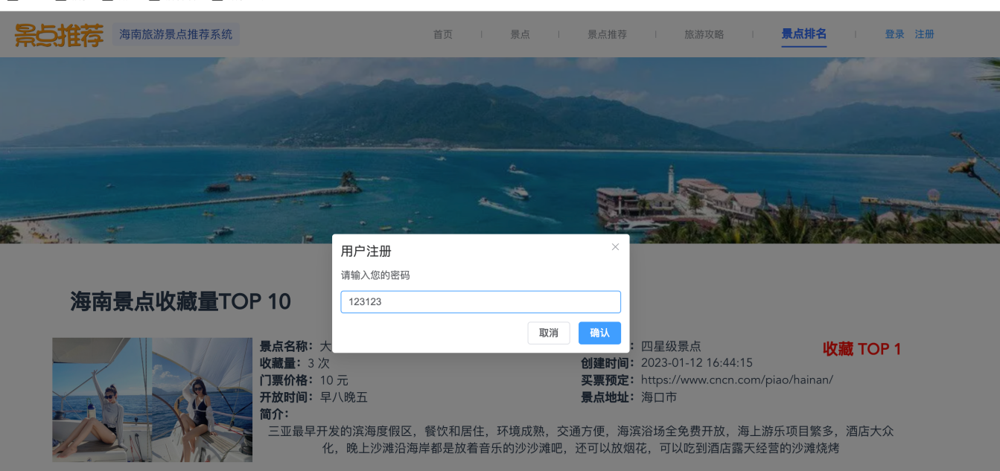 景点推荐 海南旅游景点推荐系统 首页 景点 景点推荐 旅游攻略 景点排名 登录 注册
用户注册
请输入您的密码
123123
取消 确认
海南景点收藏量TOP 10
收藏 TOP 1
景点名称：大 ：四星级景点
收藏量：3 次 创建时间：2023-01-12 16:44:15
门票价格：10 元 买票预定：https://www.cncn.com/piao/hainan/
开放时间：早八晚五 景点地址：海口市
简介：
三亚最早开发的滨海度假区，餐饮和居住，环境成熟，交通方便，海滨浴场全免费开放，海上游乐项目繁多，酒店大众
化，晚上沙滩沿海岸都是放着音乐的沙沙滩吧，还可以放烟花，可以吃到酒店露天经营的沙滩烧烤